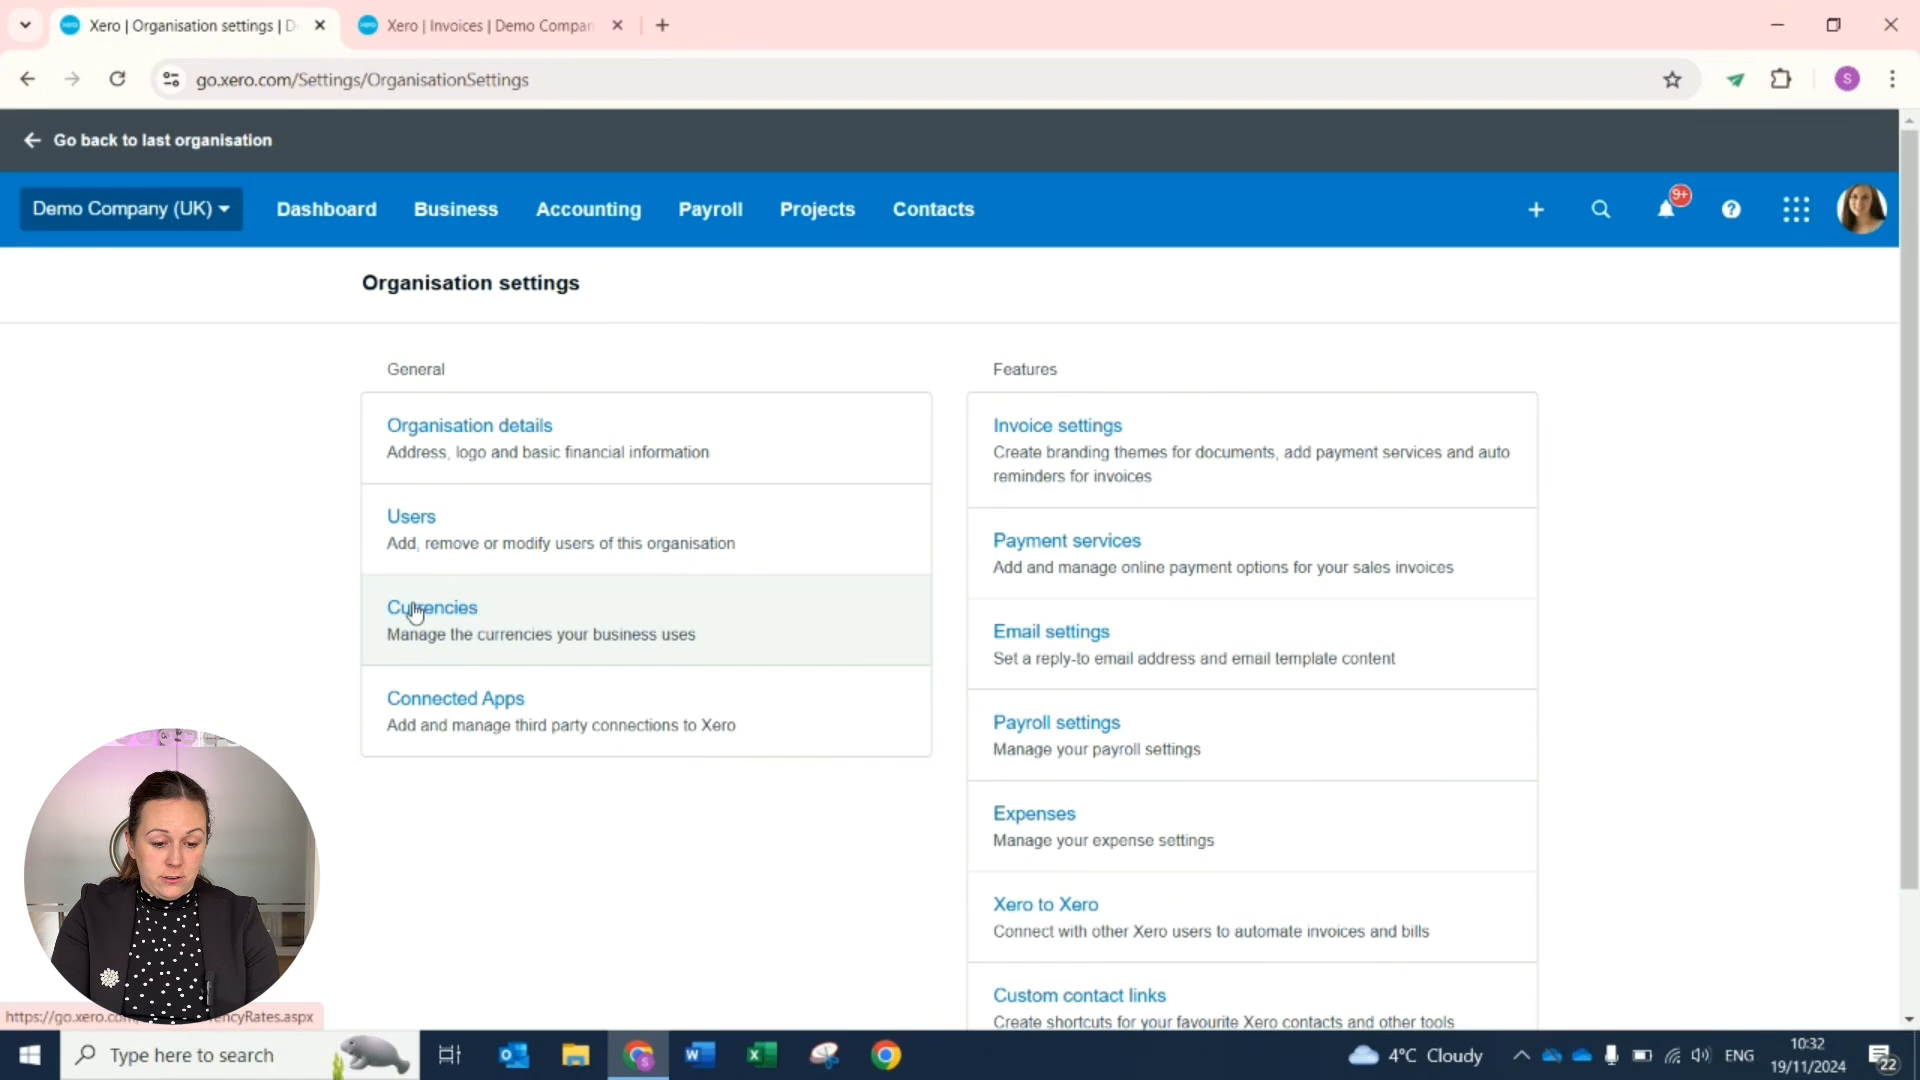 Xero | Organisation settings | D
Xero | Invoices | Demo Compan
go.xero.com/Settings/OrganisationSettings
S
Go back to last organisation
Demo Company (UK)
Dashboard
Business
Accounting
Payroll
Projects
Contacts
9+
Organisation settings
General
Organisation details
Address, logo and basic financial information
Users
Add, remove or modify users of this organisation
Currencies
Manage the currencies your business uses
Connected Apps
Add and manage third party connections to Xero
Features
Invoice settings
Create branding themes for documents, add payment services and auto
reminders for invoices
Payment services
Add and manage online payment options for your sales invoices
Email settings
Set a reply-to email address and email template content
Payroll settings
Manage your payroll settings
Expenses
Manage your expense settings
Xero to Xero
Connect with other Xero users to automate invoices and bills
Custom contact links
Create shortcuts for your favourite Xero contacts and other tools
https://go.xero.co encyRates.aspx
Type here to search
4°C Cloudy
ENG
10:32
19/11/2024
22